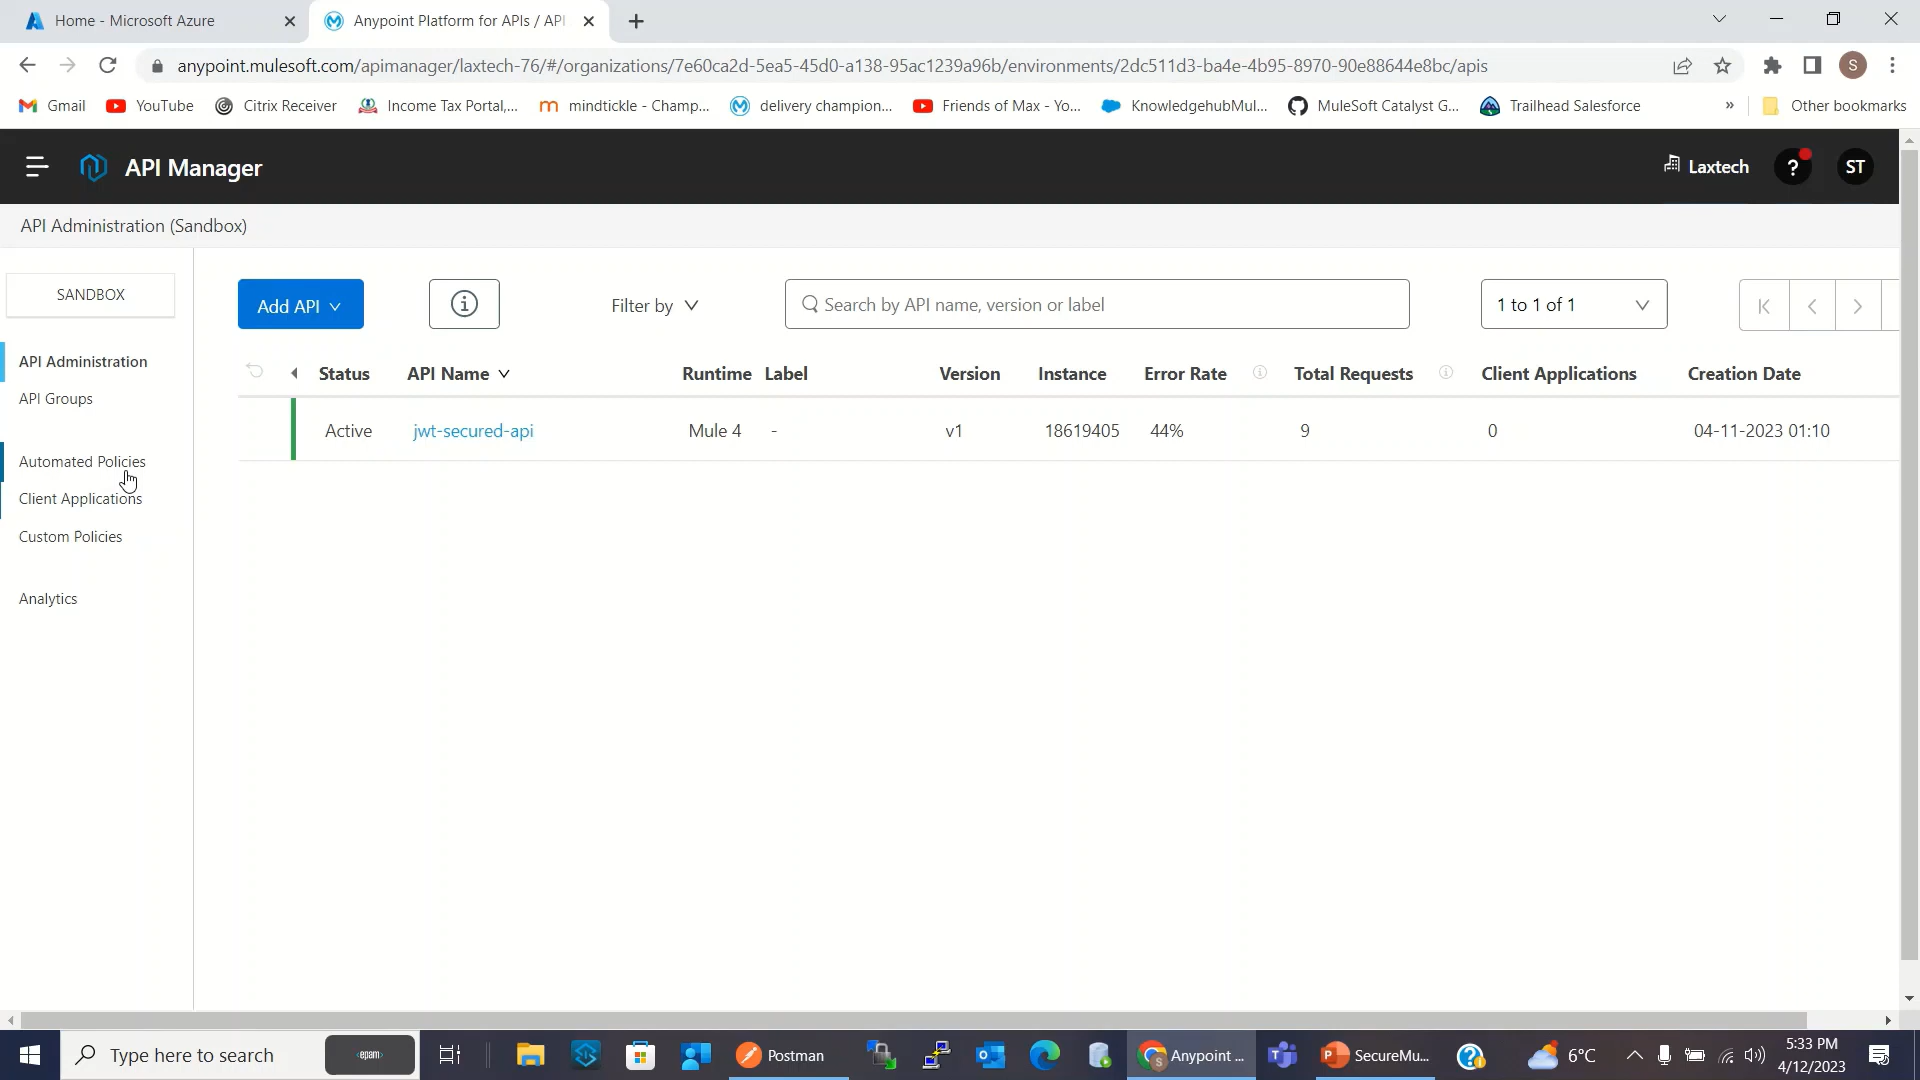 Home - Microsoft Azure
Anypoint Platform for APIs / API
anypoint.mulesoft.com/apimanager/laxtech-76/#/organizations/7e60ca2d-5ea5-45d0-a138-95ac1239a96b/environments/2dc511d3-ba4e-4b95-8970-90e88644e8bc/apis
S
Gmail
YouTube
Citrix Receiver
Income Tax Portal,...
mindtickle - Champ...
delivery champion...
Friends of Max - Yo...
KnowledgehubMul...
MuleSoft Catalyst G...
Trailhead Salesforce
»
Other bookmarks
API Manager
Laxtech
?
ST
API Administration (Sandbox)
SANDBOX
API Administration
API Groups
Automated Policies
Client Applications
Custom Policies
Analytics
Add API
Filter by
Search by API name, version or label
1 to 1 of 1
Status API Name Runtime Label Version Instance Error Rate Total Requests Client Applications Creation Date
Active jwt-secured-api Mule 4 - v1 18619405 44% 9 0 04-11-2023 01:10
Type here to search
<epam>
Postman
Anypoint ...
SecureMu...
6°C
5:33 PM
4/12/2023